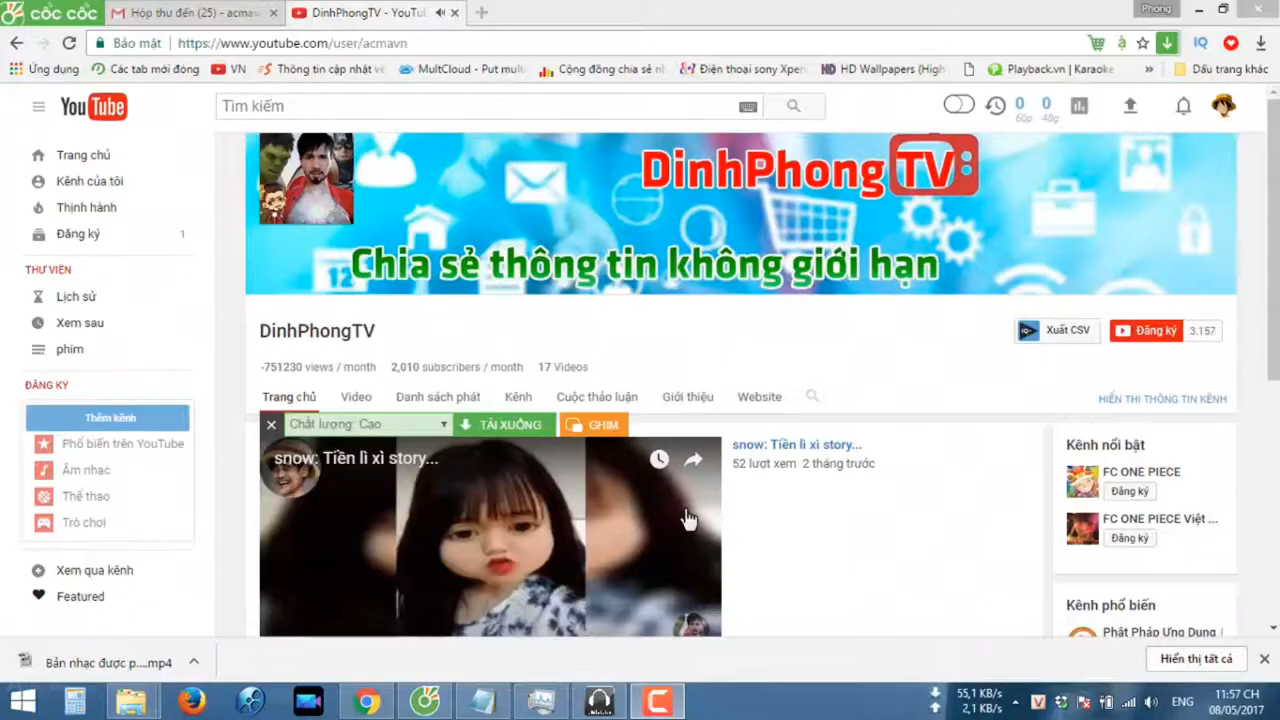 cốc cốc
Hộp thư đến (25) - acmas
DinhPhongTV - YouTu
Phong
Bảo mật
https://www.youtube.com/user/acmavn
Ứng dụng
Các tab mới đóng
VN
Thông tin cập nhật về
MultCloud - Put mult
Cộng đồng chia sẻ nh
Điện thoại sony Xper
HD Wallpapers (High
Playback.vn | Karaoke
»
Dấu trang khác
YouTube
Tìm kiếm
0
60p
0
48g
Trang chủ
Kênh của tôi
Thịnh hành
Đăng ký
1
THƯ VIỆN
Lịch sử
Xem sau
phim
ĐĂNG KÝ
Thêm kênh
Phổ biến trên YouTube
Âm nhạc
Thể thao
Trò chơi
Xem qua kênh
Featured
DinhPhong TV:
Chia sẻ thông tin không giới hạn
DinhPhongTV
Xuất CSV
Đăng ký
3.157
-751230 views / month
2,010 subscribers / month
17 Videos
Trang chủ
Video
Danh sách phát
Kênh
Cuộc thảo luận
Giới thiệu
Website
HIỂN THỊ THÔNG TIN KÊNH
Chất lượng: Cao
TẢI XUỐNG
GHIM
snow: Tiền lì xì story...
snow: Tiền lì xì story...
52 lượt xem 2 tháng trước
Kênh nổi bật
FC ONE PIECE
Đăng ký
FC ONE PIECE Việt ...
Đăng ký
Kênh phổ biến
Phật Pháp Ứng Dụng
Bản nhạc được p....mp4
Hiển thị tất cả
55,1 KB/s
2,1 KB/s
ENG
11:57 CH
08/05/2017